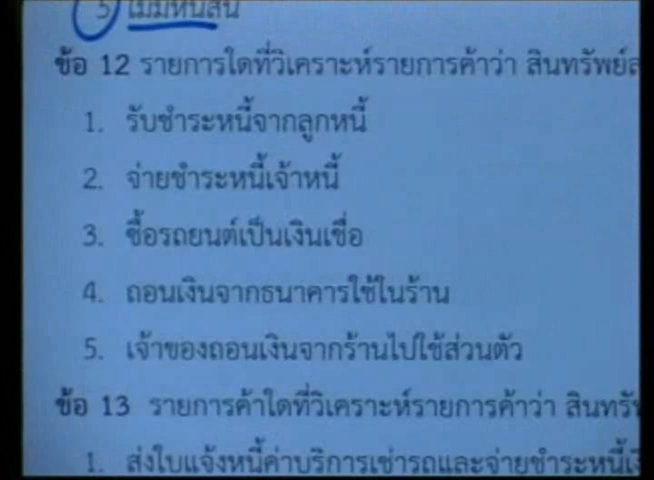 5) ไม่มีหนี้สิน
ข้อ 12 รายการใดที่วิเคราะห์รายการค้าว่า สินทรัพย์ล
1. รับชำระหนี้จากลูกหนี้
2. จ่ายชำระหนี้เจ้าหนี้
3. ซื้อรถยนต์เป็นเงินเชื่อ
4. ถอนเงินจากธนาคารใช้ในร้าน
5. เจ้าของถอนเงินจากร้านไปใช้ส่วนตัว
ข้อ 13 รายการค้าใดที่วิเคราะห์รายการค้าว่า สินทรัพ
1. ส่งใบแจ้งหนี้ค่าบริการเช่ารถและจ่ายชำระหนี้เ